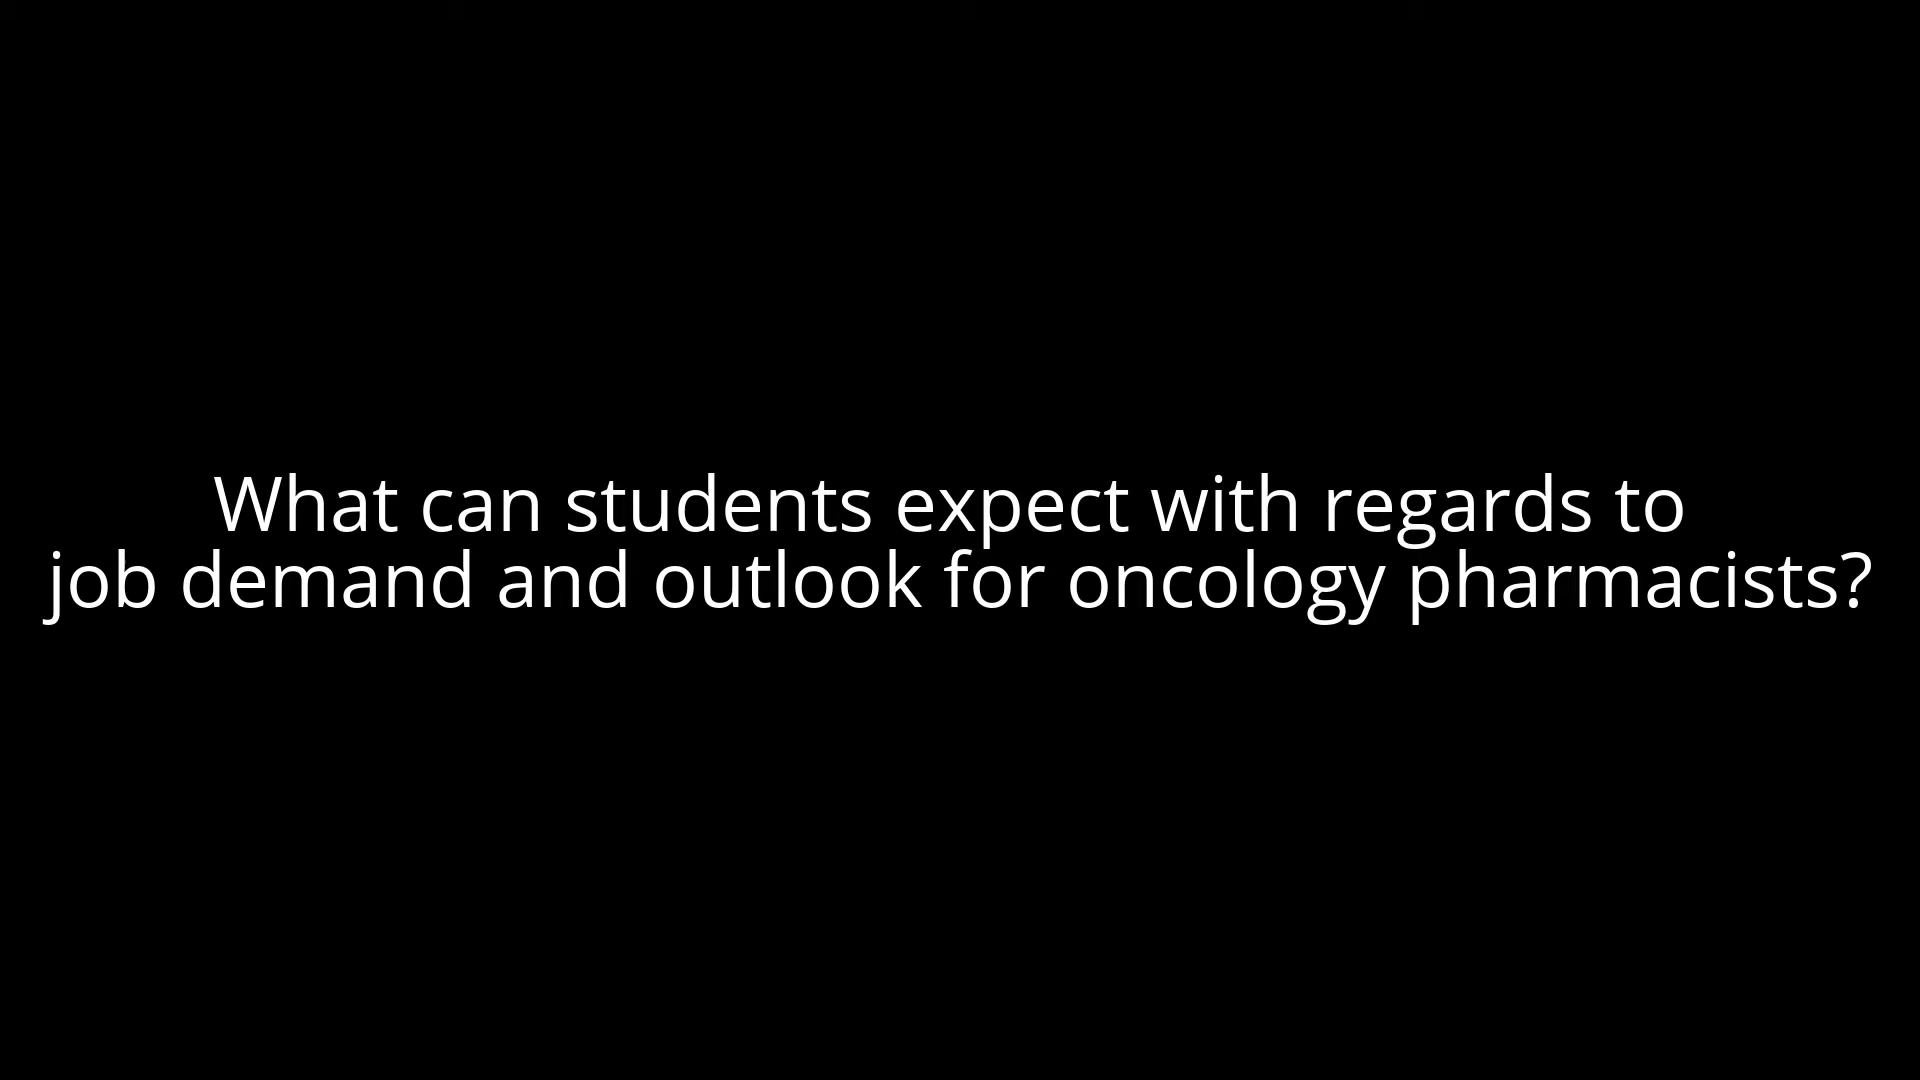 What can students expect with regards to
job demand and outlook for oncology pharmacists?